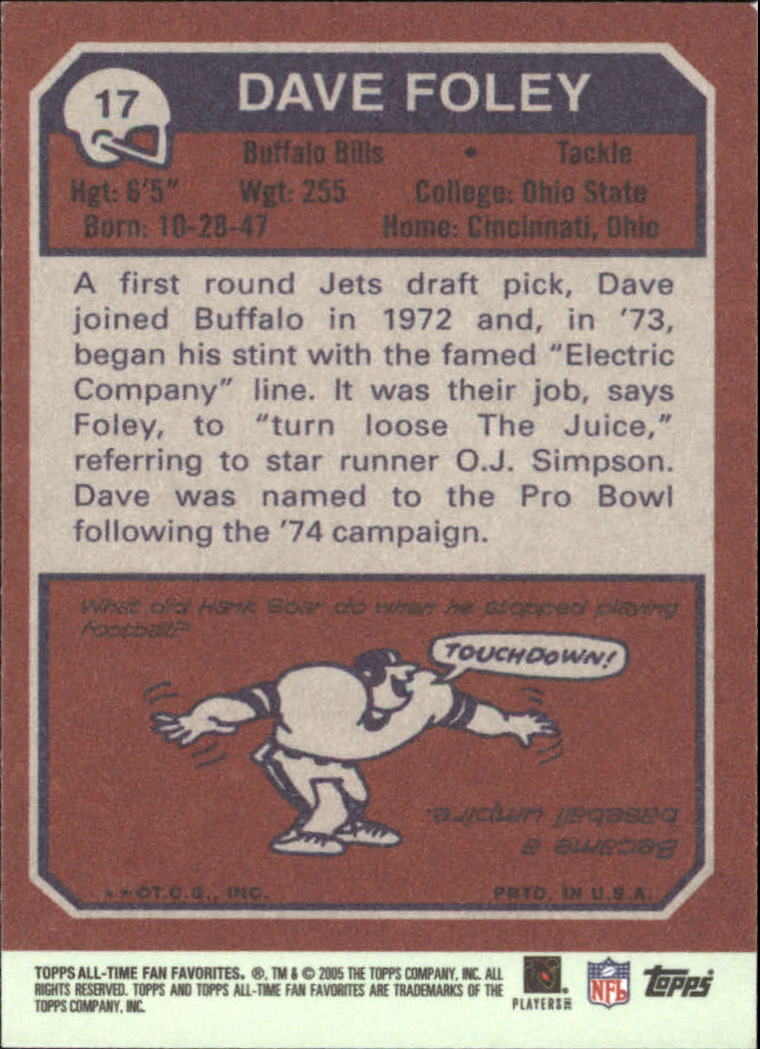 17
DAVE FOLEY
Buffalo Bills • Tackle
Hgt: 6'5" Wgt: 255 College: Ohio State
Born: 10-28-47 Home: Cincinnati, Ohio
A first round Jets draft pick, Dave
joined Buffalo in 1972 and, in '73,
began his stint with the famed "Electric
Company" line. It was their job, says
Foley, to "turn loose The Juice,"
referring to star runner O.J. Simpson.
Dave was named to the Pro Bowl
following the '74 campaign.
What did Hank Soar do when he stopped playing
football?
TOUCHDOWN!
Became a
baseball umpire.
* *©T.C.G., INC. PRTD. IN U.S.A.
TOPPS ALL-TIME FAN FAVORITES. ®, TM & © 2005 THE TOPPS COMPANY, INC. ALL
RIGHTS RESERVED. TOPPS AND TOPPS ALL-TIME FAN FAVORITES ARE TRADEMARKS OF THE
TOPPS COMPANY, INC.
PLAYERS INC
NFL
topps